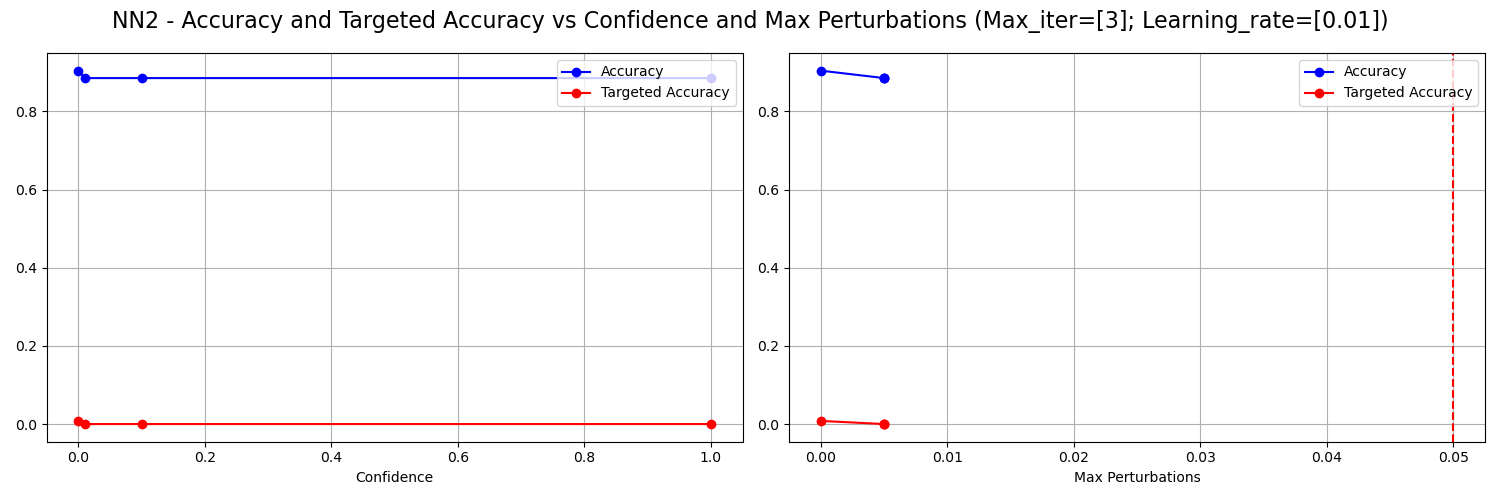 NN2 - Accuracy and Targeted Accuracy vs Confidence and Max Perturbations (Max_iter=[3]; Learning_rate=[0.01])
Accuracy
Targeted Accuracy
0.8
0.6
0.4
0.2
0.0
0.0 0.2 0.4 0.6 0.8 1.0
Confidence
Accuracy
Targeted Accuracy
0.8
0.6
0.4
0.2
0.0
0.00 0.01 0.02 0.03 0.04 0.05
Max Perturbations